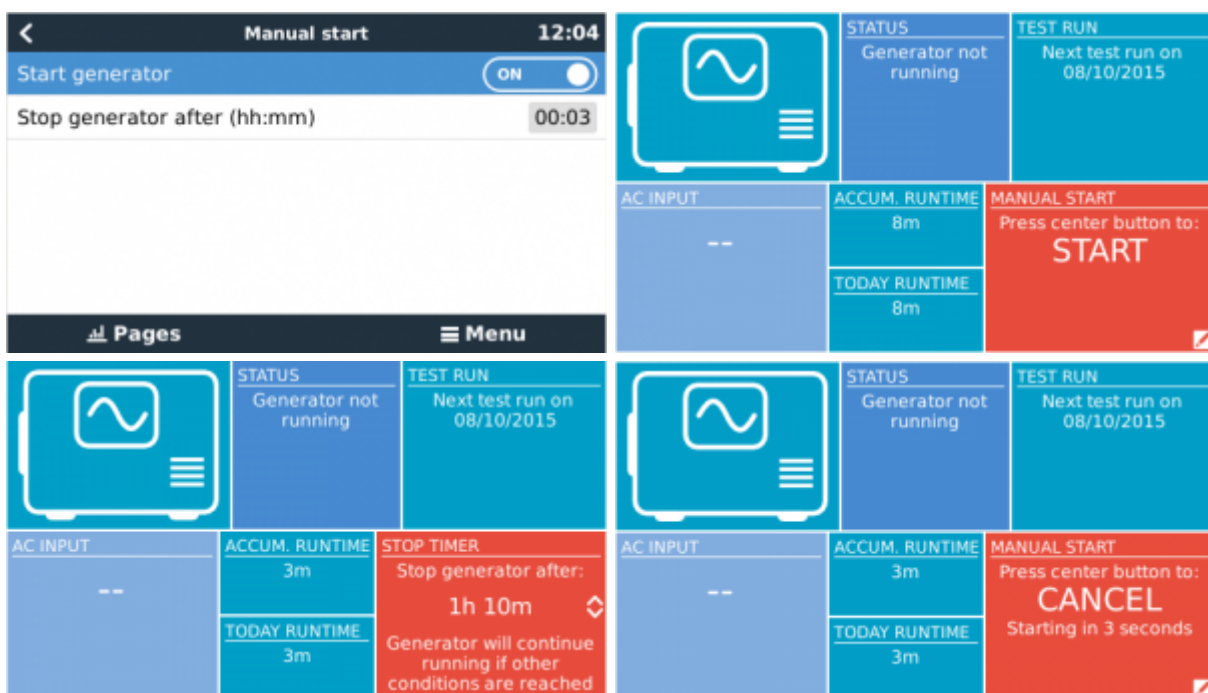 Manual start 12:04
Start generator ON
Stop generator after (hh:mm) 00:03
Pages Menu
STATUS
Generator not
running
TEST RUN
Next test run on
08/10/2015
AC INPUT
--
ACCUM. RUNTIME
8m
TODAY RUNTIME
8m
MANUAL START
Press center button to:
START
STATUS
Generator not
running
TEST RUN
Next test run on
08/10/2015
AC INPUT
--
ACCUM. RUNTIME
3m
TODAY RUNTIME
3m
STOP TIMER
Stop generator after:
1h 10m
Generator will continue
running if other
conditions are reached
STATUS
Generator not
running
TEST RUN
Next test run on
08/10/2015
AC INPUT
--
ACCUM. RUNTIME
3m
TODAY RUNTIME
3m
MANUAL START
Press center button to:
CANCEL
Starting in 3 seconds